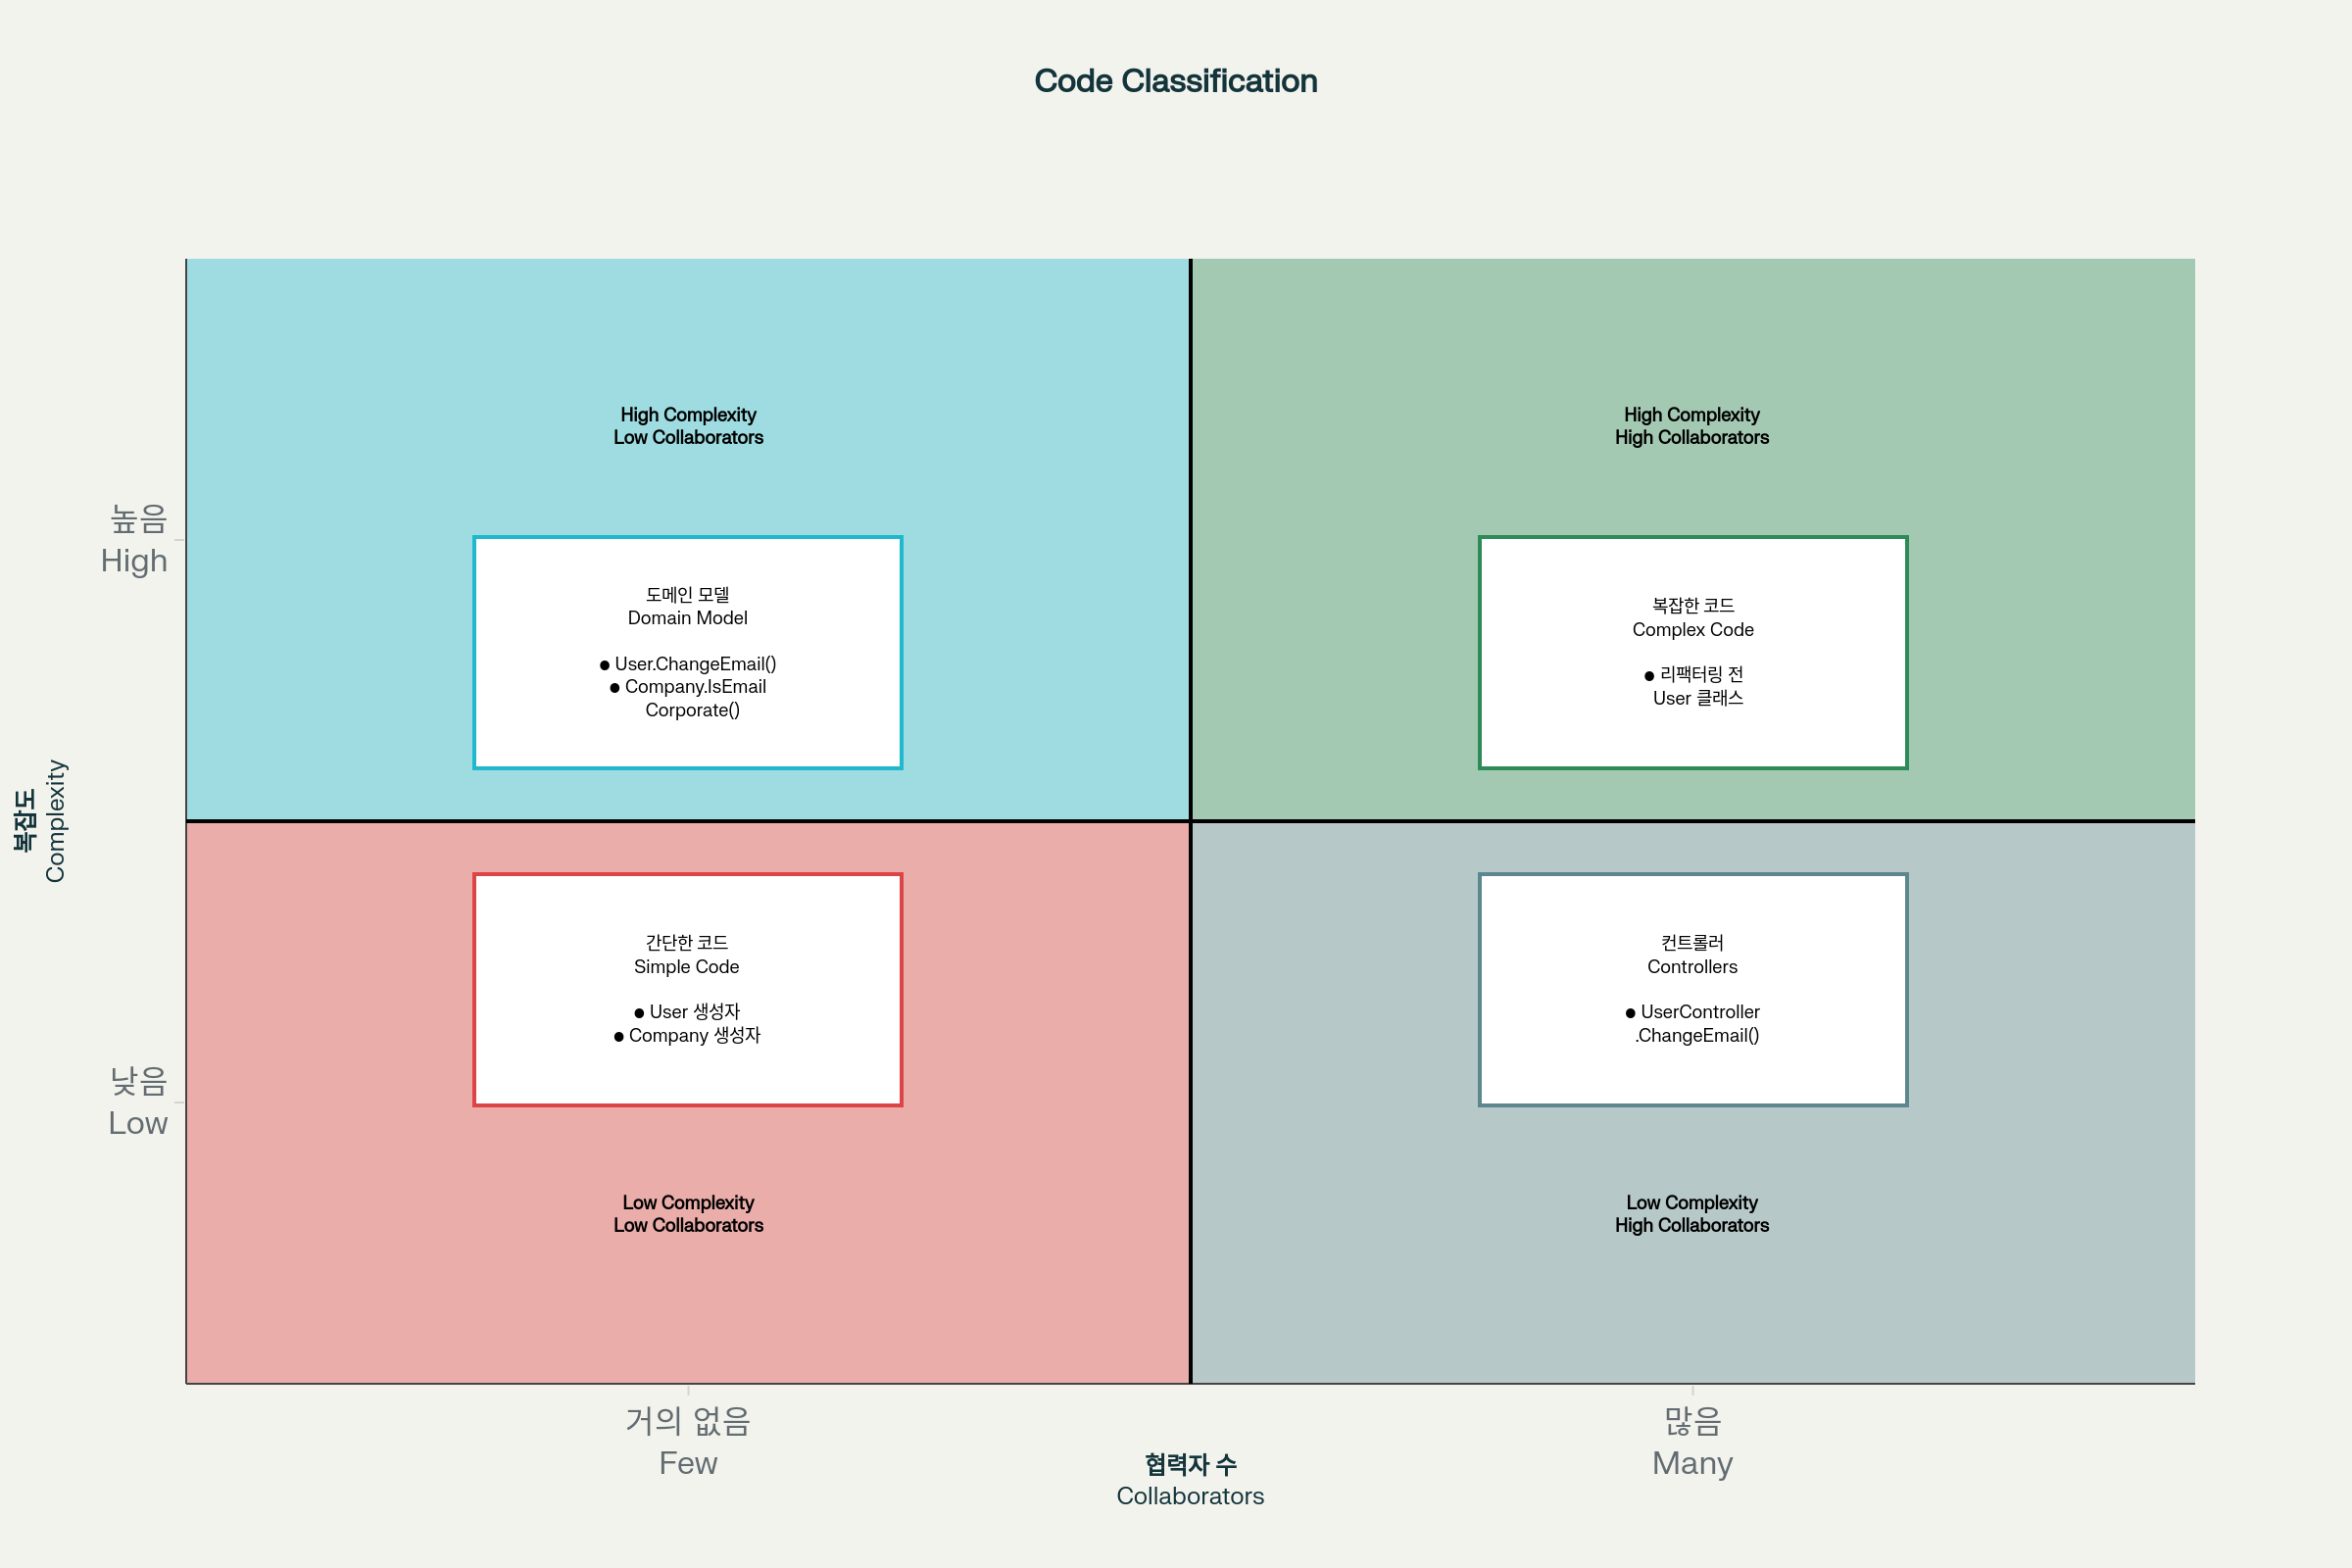 Code Classification
High Complexity
Low Collaborators
High Complexity
High Collaborators
높음
High
도메인 모델
Domain Model
● User.ChangeEmail()
● Company.IsEmail
Corporate()
복잡한 코드
Complex Code
● 리팩터링 전
User 클래스
복잡도
Complexity
간단한 코드
Simple Code
● User 생성자
● Company 생성자
컨트롤러
Controllers
● UserController
.ChangeEmail()
낮음
Low
Low Complexity
Low Collaborators
Low Complexity
High Collaborators
거의 없음
Few
많음
Many
협력자 수
Collaborators